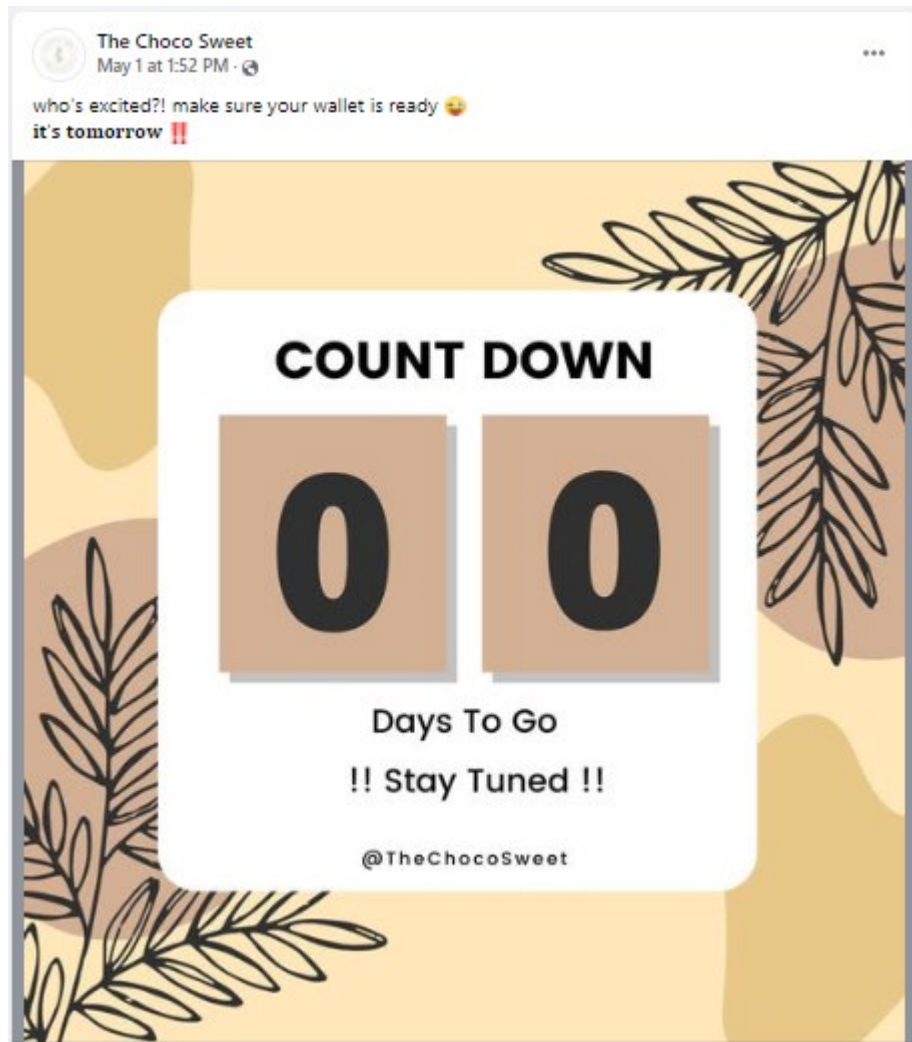 The Choco Sweet
May 1 at 1:52 PM ·
who's excited?! make sure your wallet is ready 😜
it's tomorrow ‼️
COUNT DOWN
0 0
Days To Go
!! Stay Tuned !!
@TheChocoSweet